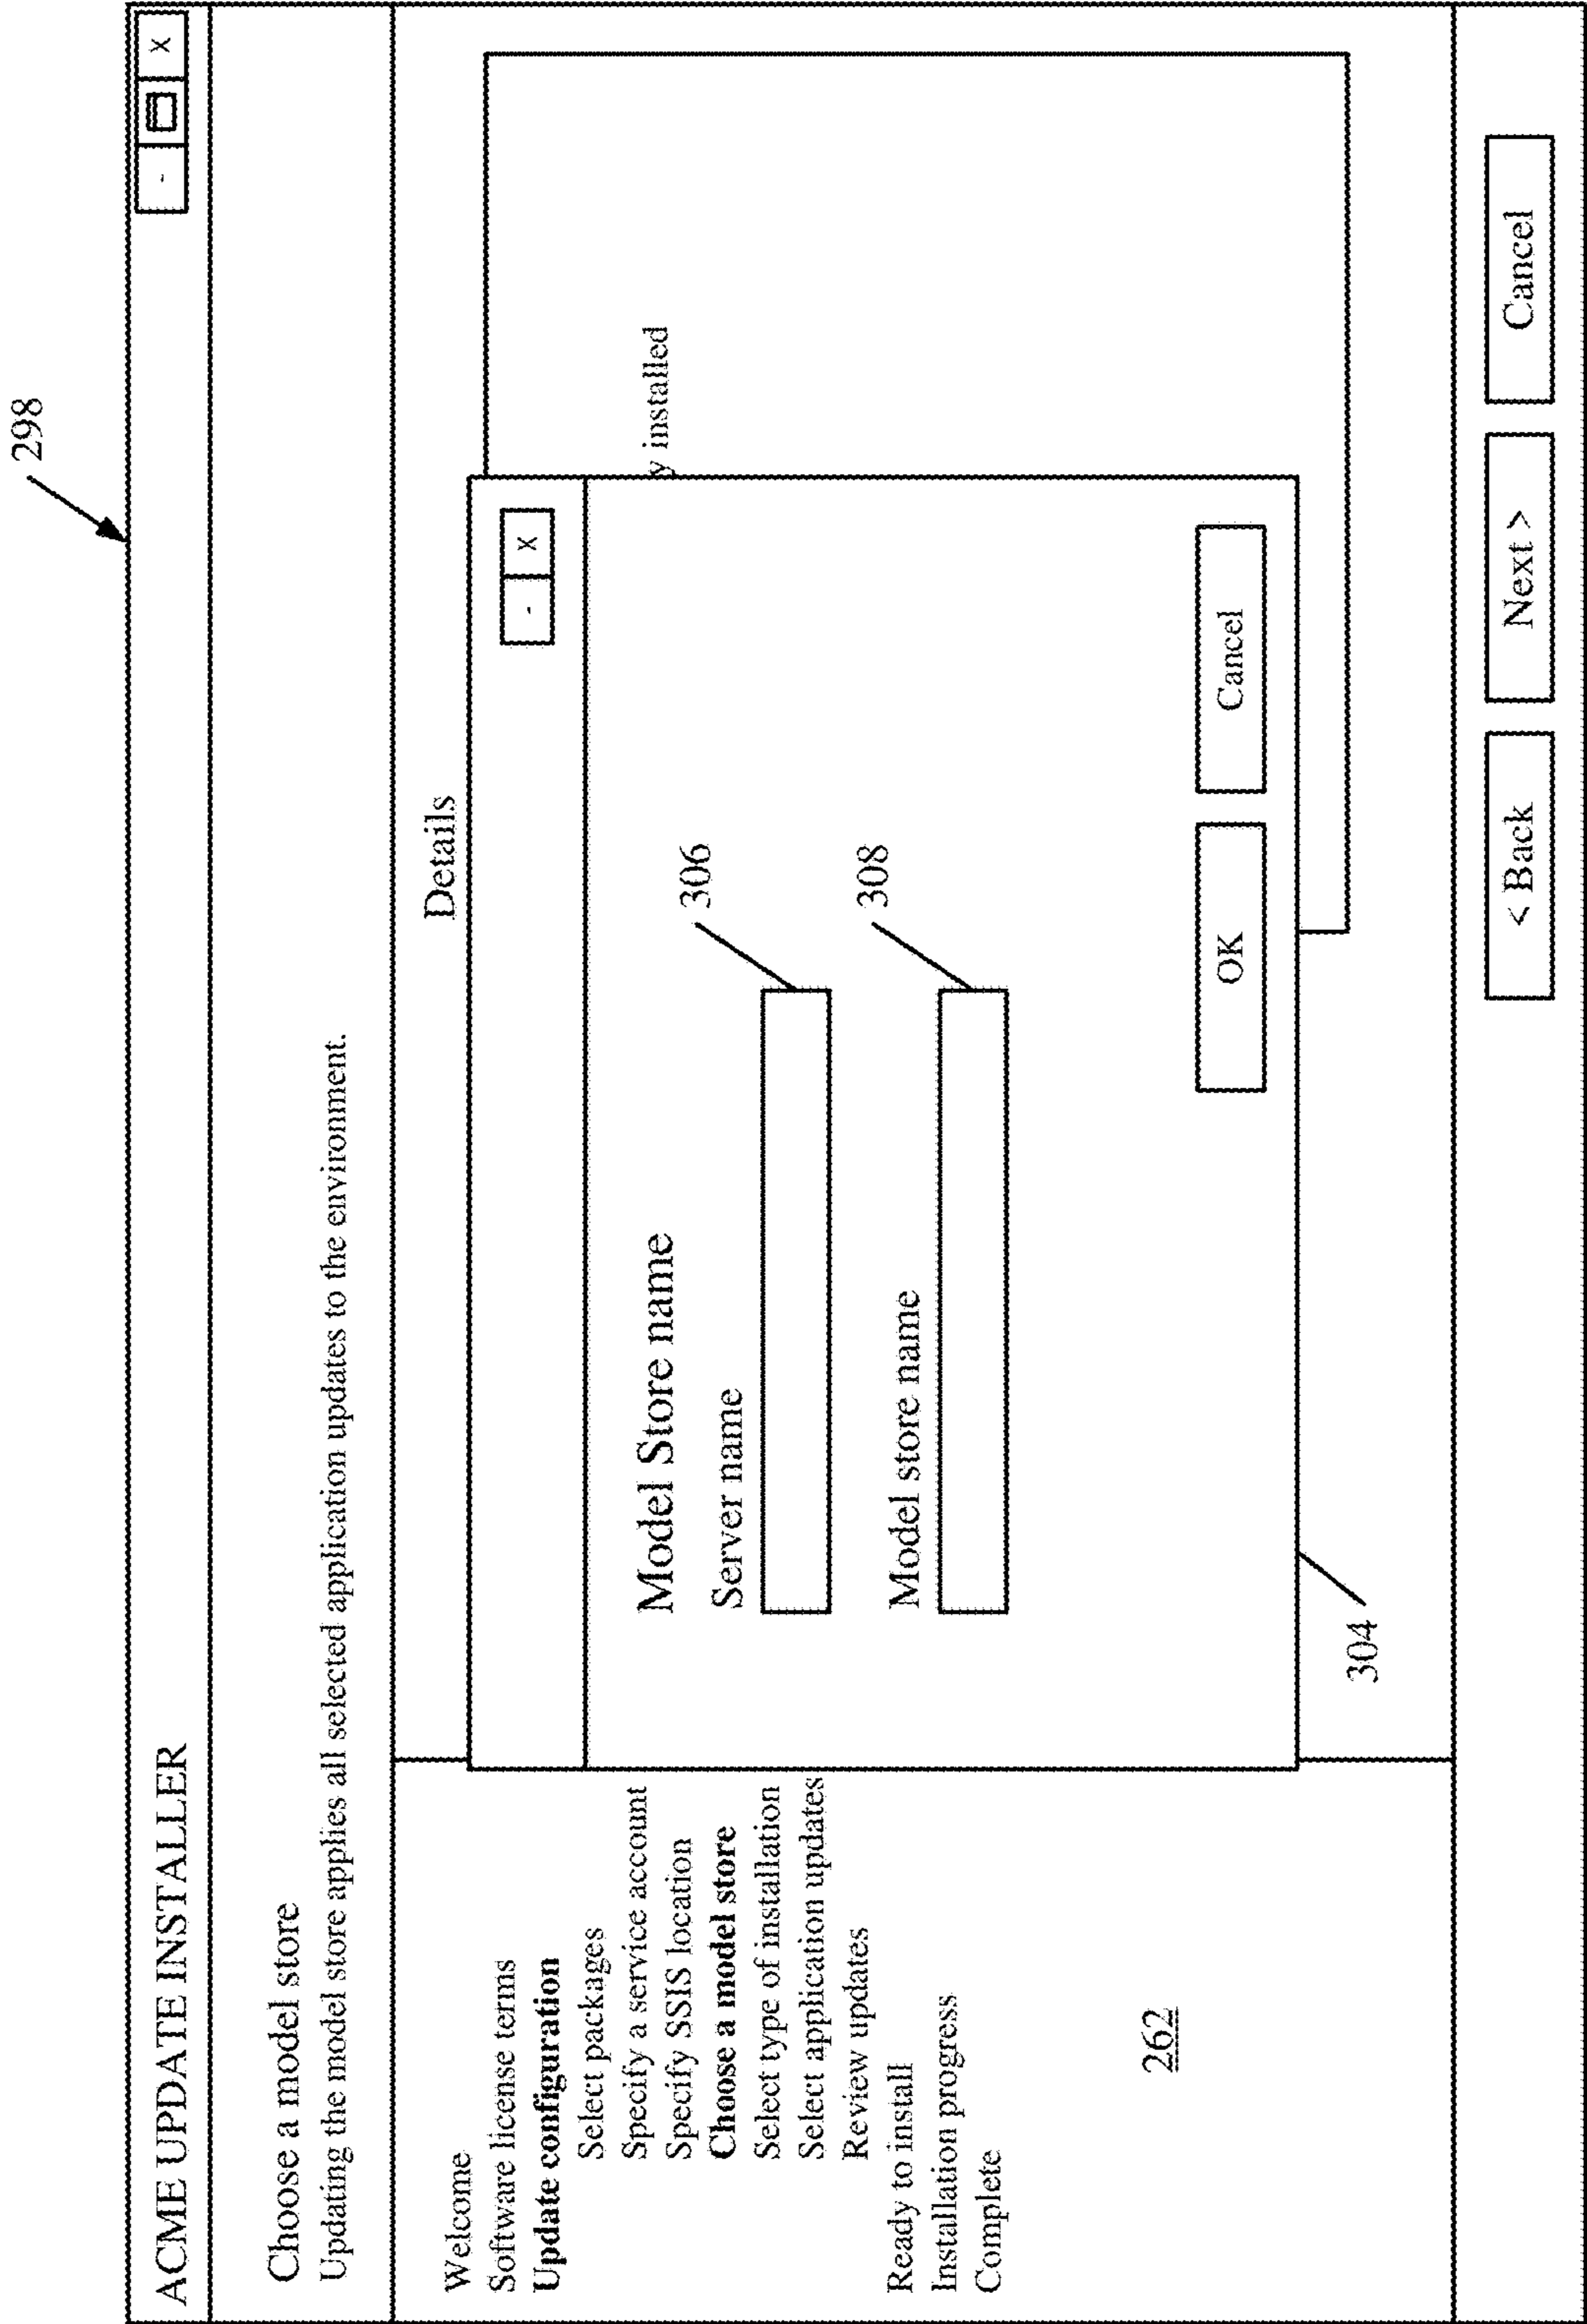 298
ACME UPDATE INSTALLER
- x
Choose a model store
Updating the model store applies all selected application updates to the environment.
Welcome
Software license terms
Update configuration
Select packages
Specify a service account
Specify SSIS location
Choose a model store
Select type of installation
Select application updates
Review updates
Ready to install
Installation progress
Complete
262
Details
- x
y installed
Model Store name
Server name
306
Model store name
308
OK
Cancel
304
< Back
Next >
Cancel